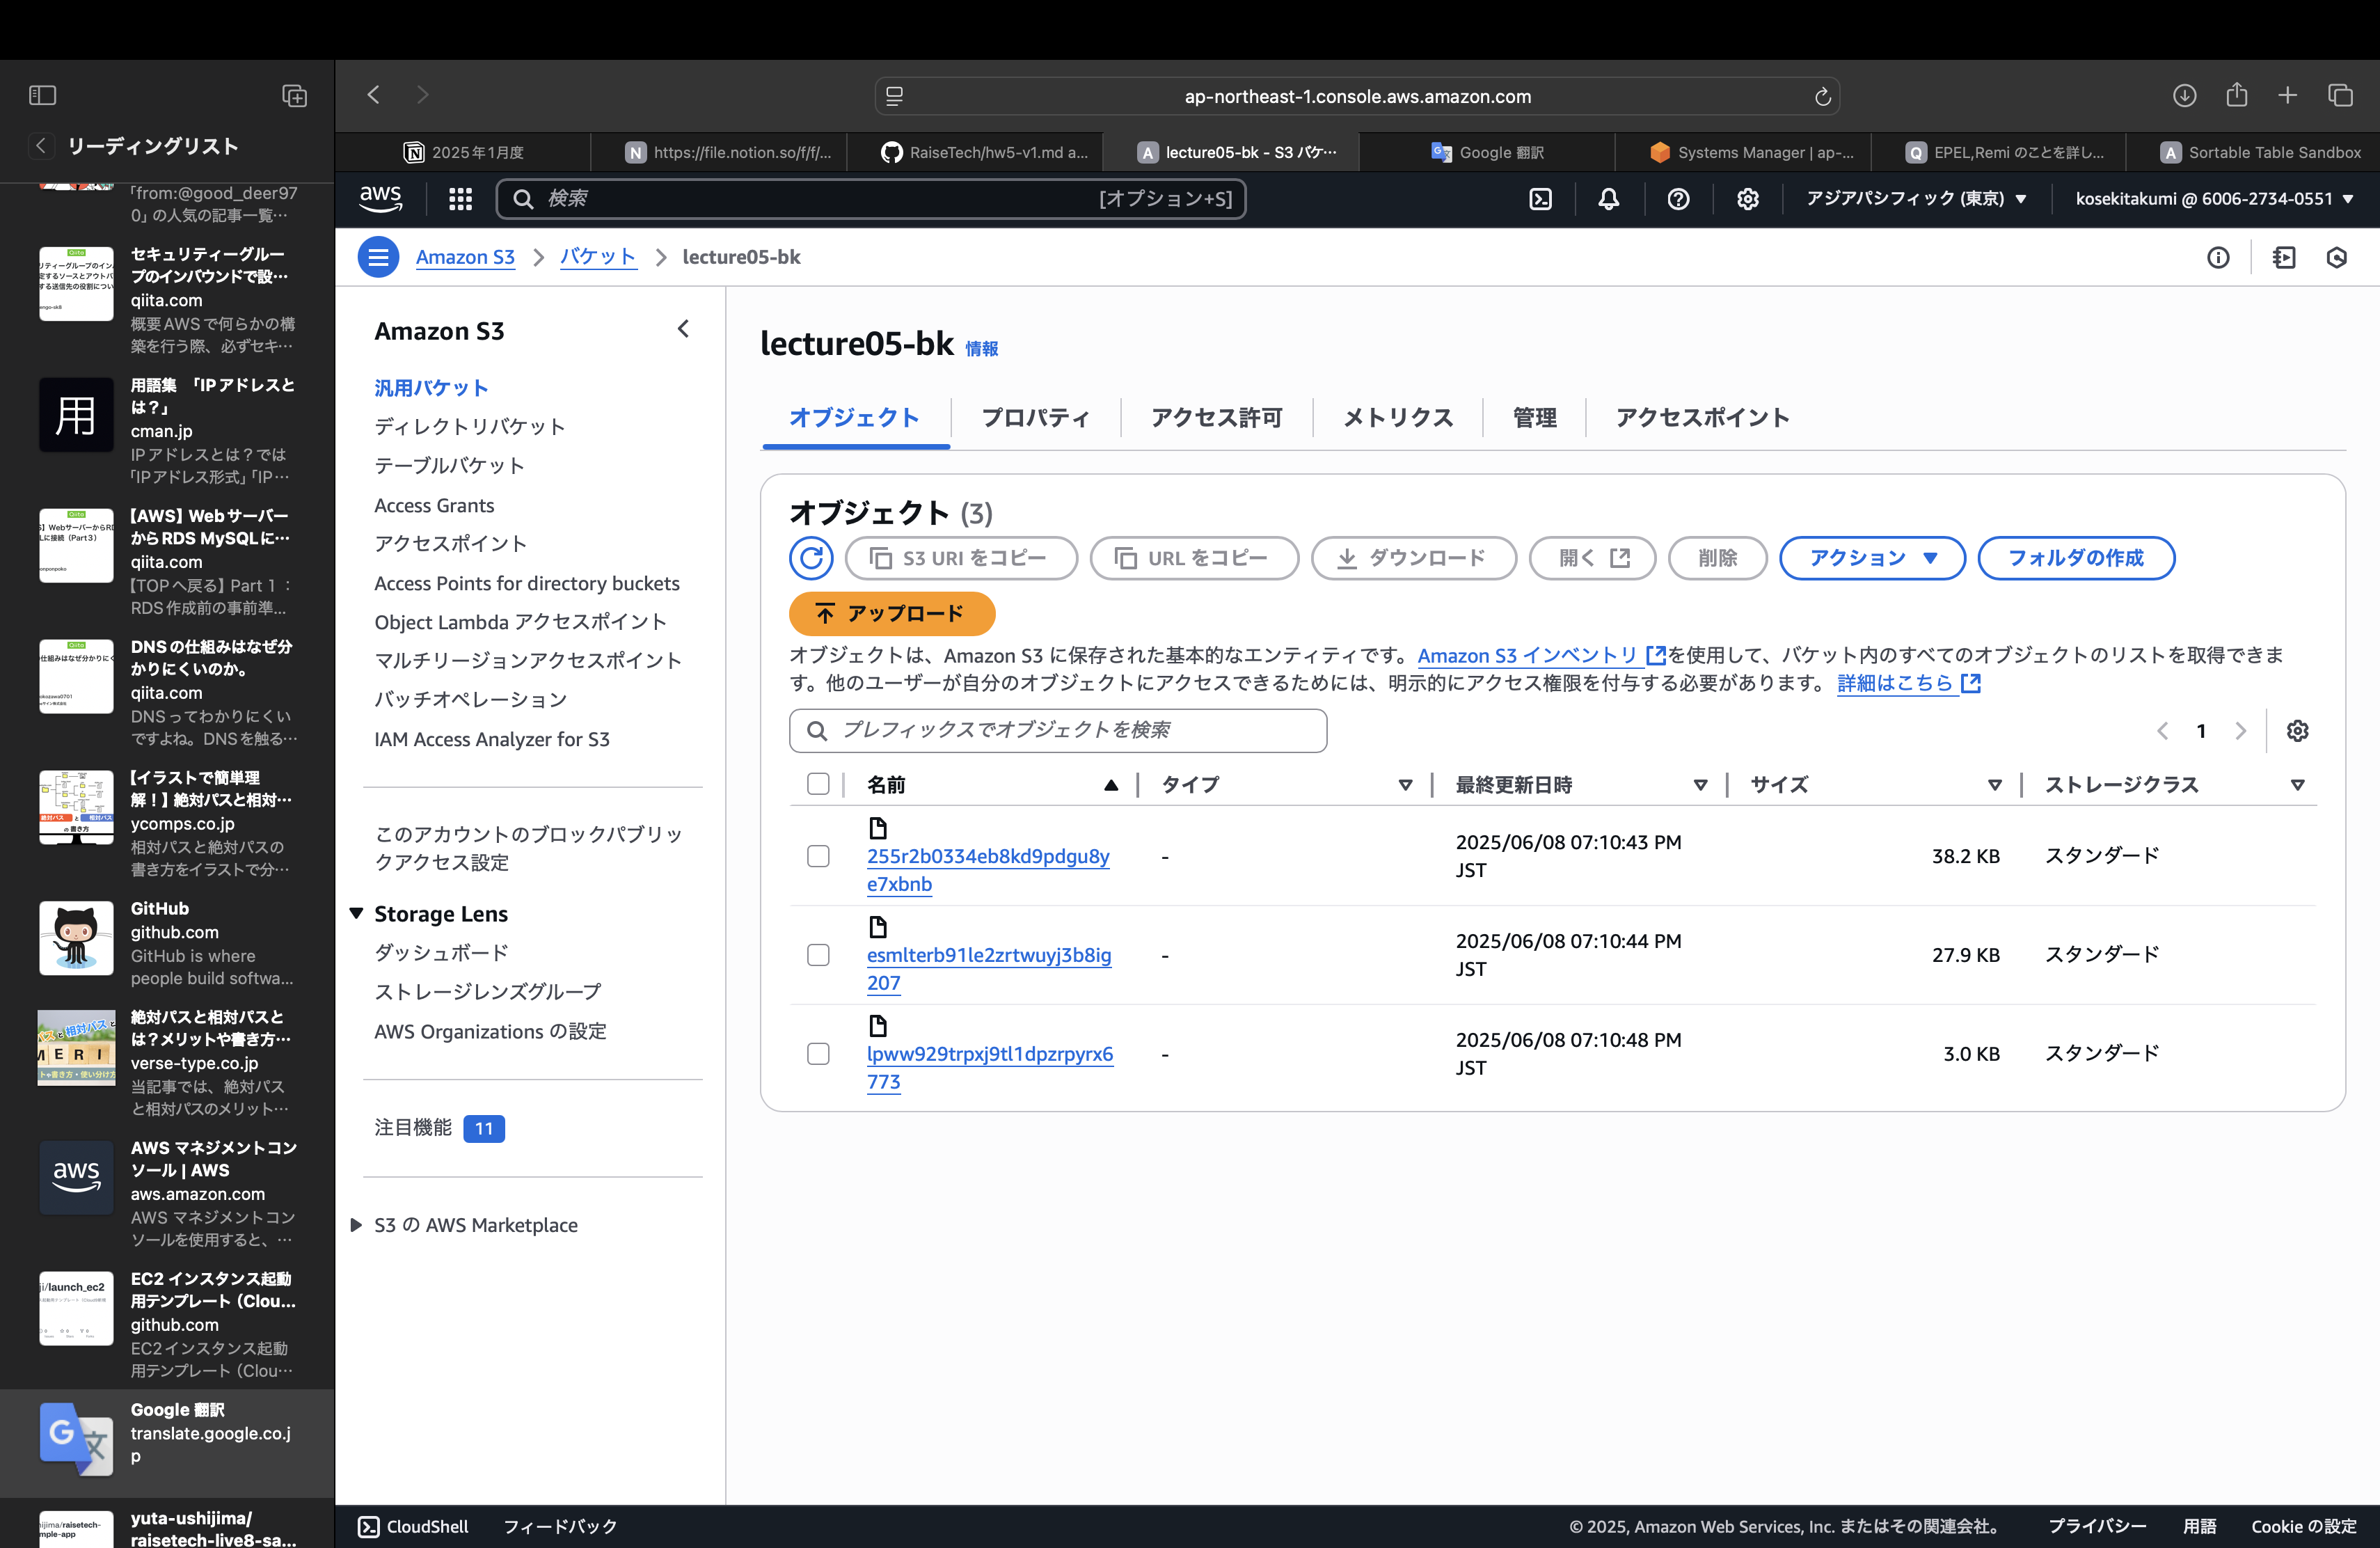 リーディングリスト
「from:@good_deer97
0」の人気の記事一覧…
セキュリティーグルー
プのインバウンドで設…
qiita.com
概要 AWS で何らかの構
築を行う際、必ずセキ…
用
用語集 「IP アドレスと
は？」
cman.jp
IP アドレスとは？では
「IP アドレス形式」「IP…
【AWS】Web サーバー
から RDS MySQL に…
qiita.com
【TOP へ戻る】 Part 1 ：
RDS 作成前の事前準...
DNS の仕組みはなぜ分
かりにくいのか。
qiita.com
DNS ってわかりにくい
ですよね。DNS を触る…
【イラストで簡単理
解！】絶対パスと相対…
ycomps.co.jp
相対パスと絶対パスの
書き方をイラストで分…
GitHub
github.com
GitHub is where
people build softwa...
絶対パスと相対パスと
は？メリットや書き方…
verse-type.co.jp
当記事では、絶対パス
と相対パスのメリット…
aws
AWS マネジメントコン
ソール | AWS
aws.amazon.com
AWS マネジメントコン
ソールを使用すると、…
EC2 インスタンス起動
用テンプレート（Clou...
github.com
EC2 インスタンス起動
用テンプレート（Clou…
Google 翻訳
translate.google.co.j
p
yuta-ushijima/
raisetech-live8-sa...
ap-northeast-1.console.aws.amazon.com
2025年1月度
https://file.notion.so/f/f/...
RaiseTech/hw5-v1.md a...
lecture05-bk - S3 バケ…
Google 翻訳
Systems Manager | ap-...
EPEL,Remi のことを詳し...
Sortable Table Sandbox
aws
検索
[オプション+S]
アジアパシフィック (東京) ▼
kosekitakumi @ 6006-2734-0551 ▼
Amazon S3 > バケット > lecture05-bk
Amazon S3
汎用バケット
ディレクトリバケット
テーブルバケット
Access Grants
アクセスポイント
Access Points for directory buckets
Object Lambda アクセスポイント
マルチリージョンアクセスポイント
バッチオペレーション
IAM Access Analyzer for S3
このアカウントのブロックパブリッ
クアクセス設定
Storage Lens
ダッシュボード
ストレージレンズグループ
AWS Organizations の設定
注目機能 11
S3 の AWS Marketplace
lecture05-bk 情報
オブジェクト
プロパティ
アクセス許可
メトリクス
管理
アクセスポイント
オブジェクト (3)
S3 URI をコピー
URL をコピー
ダウンロード
開く
削除
アクション
フォルダの作成
アップロード
オブジェクトは、Amazon S3 に保存された基本的なエンティティです。Amazon S3 インベントリ を使用して、バケット内のすべてのオブジェクトのリストを取得できま
す。他のユーザーが自分のオブジェクトにアクセスできるためには、明示的にアクセス権限を付与する必要があります。 詳細はこちら
プレフィックスでオブジェクトを検索
1
名前
タイプ
最終更新日時
サイズ
ストレージクラス
255r2b0334eb8kd9pdgu8y
e7xbnb
-
2025/06/08 07:10:43 PM
JST
38.2 KB
スタンダード
esmlterb91le2zrtwuyj3b8ig
207
-
2025/06/08 07:10:44 PM
JST
27.9 KB
スタンダード
lpww929trpxj9tl1dpzrpyrx6
773
-
2025/06/08 07:10:48 PM
JST
3.0 KB
スタンダード
CloudShell
フィードバック
© 2025, Amazon Web Services, Inc. またはその関連会社。
プライバシー
用語
Cookie の設定